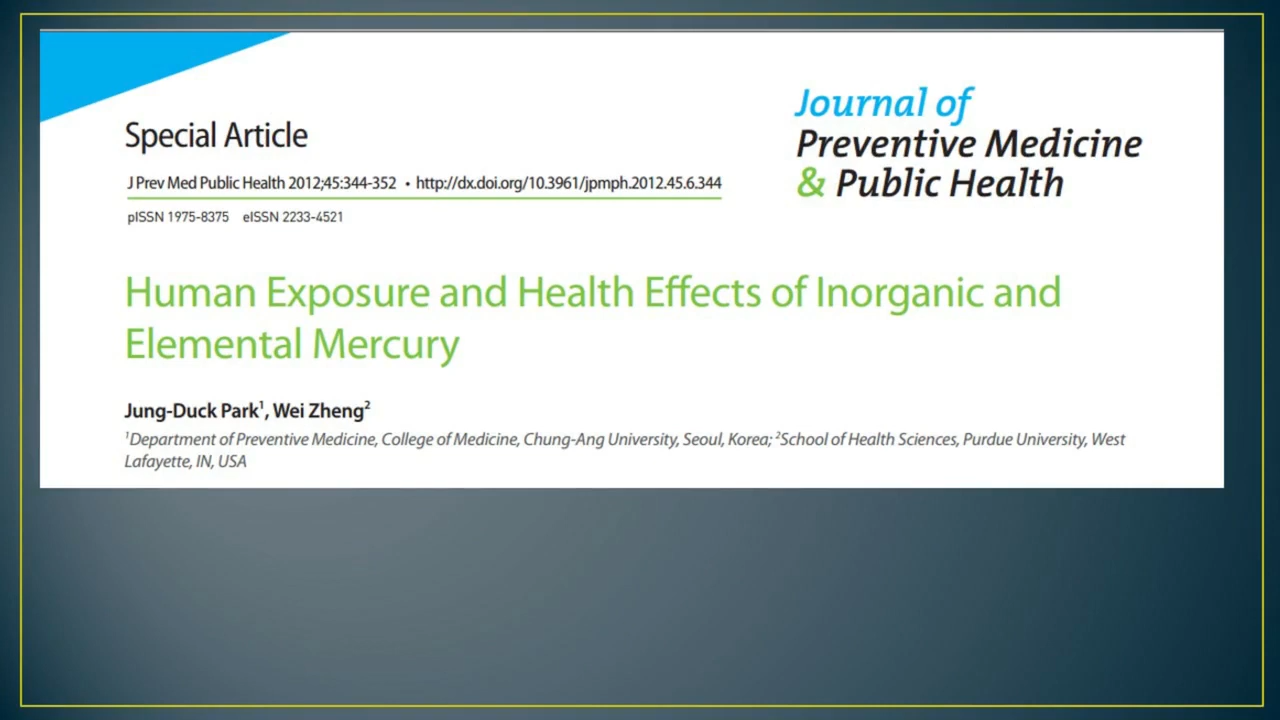 Special Article
J Prev Med Public Health 2012;45:344-352 • http://dx.doi.org/10.3961/jpmph.2012.45.6.344
pISSN 1975-8375 eISSN 2233-4521
Journal of
Preventive Medicine
& Public Health
Human Exposure and Health Effects of Inorganic and
Elemental Mercury
Jung-Duck Park1, Wei Zheng2
1Department of Preventive Medicine, College of Medicine, Chung-Ang University, Seoul, Korea; 2School of Health Sciences, Purdue University, West
Lafayette, IN, USA